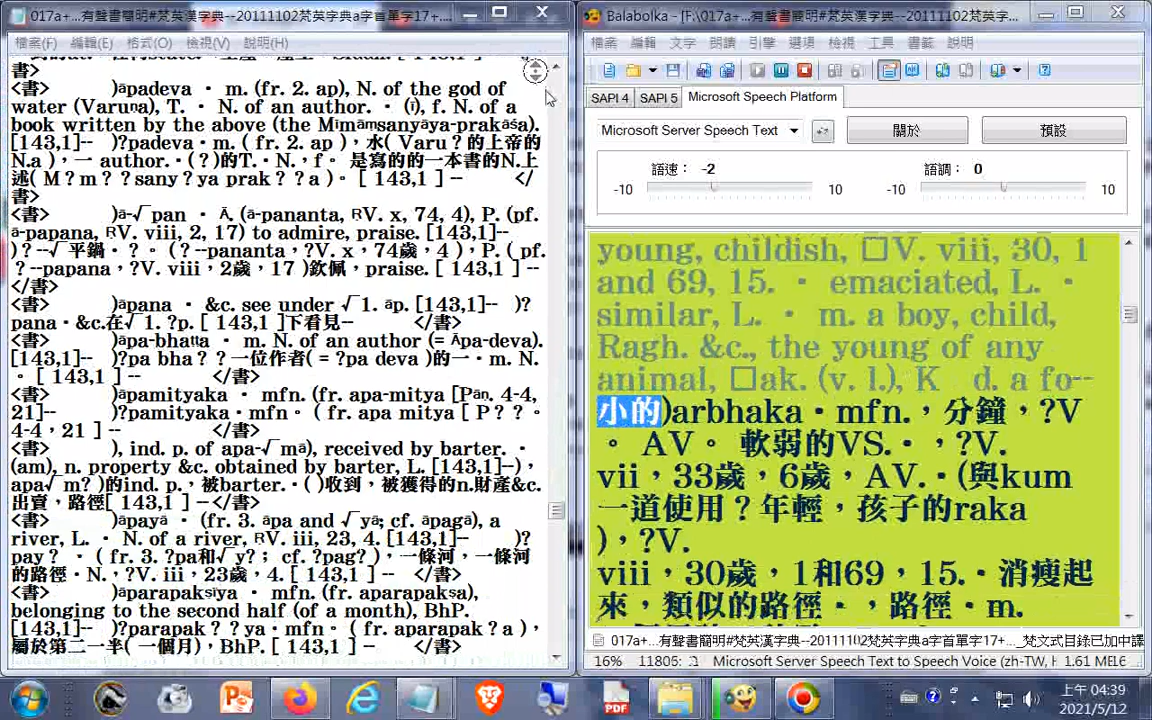 017a+...有聲書簡明#梵英漢字典--20111102梵英字典a字首單字17+...
檔案(F) 編輯(E) 格式(O) 檢視(V) 說明(H)
書>
<書> )āpadeva ‧ m. (fr. 2. ap), N. of the god of
water (Varuṇa), T. ‧ N. of an author. ‧ (ī), f. N. of a
book written by the above (the Mīmāṃsanyāya-prakāśa).
[143,1]-- )?padeva‧m. ( fr. 2. ap )，水( Varu？的上帝的
N.a )，一 author.‧(？)的T.‧N.，f。 是寫的的一本書的N.上
述( M？m？？sany？ya prak？？a )。[ 143,1 ] -- </
書>
<書> )ā-√ pan ‧ Ā. (ā-pananta, RV. x, 74, 4), P. (pf.
ā-papana, RV. viii, 2, 17) to admire, praise. [143,1]--
)？--√平鍋‧？。 (？--pananta，?V. x，74歲，4 )，P. ( pf.
？--papana，?V. viii，2歲，17 )欽佩，praise. [ 143,1 ] --
</書>
<書> )āpana ‧ &c. see under √ 1. āp. [143,1]-- )?
pana‧&c.在√ 1. ?p. [ 143,1 ]下看見-- </書>
<書> )āpa-bhaṭṭa ‧ m. N. of an author (= Āpa-deva).
[143,1]-- )?pa bha？？一位作者( = ?pa deva )的一‧m. N.
。[ 143,1 ] -- </書>
<書> )āpamityaka ‧ mfn. (fr. apa-mitya [Pāṇ. 4-4,
21] )?pamityaka‧mfn。( fr. apa mitya [ P？？。
4-4，21 ] -- </書>
<書> ), ind. p. of apa-√ mā), received by barter. ‧
(am), n. property &c. obtained by barter, L. [143,1]--)，
apa√ m？)的ind. p.，被barter.‧( )收到，被獲得的n.財產&c.
出賣，路徑[ 143,1 ] --</書>
<書> )āpayā ‧ (fr. 3. āpa and √ yā; cf. āpagā), a
river, L. ‧ N. of a river, RV. iii, 23, 4. [143,1]-- )?
pay？‧( fr. 3. ?pa和√ y？； cf. ?pag？)，一條河，一條河
的路徑‧N.，?V. iii，23歲，4. [ 143,1 ] -- </書>
<書> )āparapakṣīya ‧ mfn. (fr. aparapakṣa),
belonging to the second half (of a month), BhP.
[143,1]--)?parapak？？ya‧mfn。( fr. aparapak？a )，
屬於第二一半( 一個月)，BhP. [ 143,1 ] -- </書>
Balabolka - [F:\017a+...有聲書簡明#梵英漢字典--20111102梵英字...
檔案 編輯 文字 朗讀 引擎 選項 檢視 工具 書籤 說明
SAPI 4 SAPI 5 Microsoft Speech Platform
Microsoft Server Speech Text 關於 預設
語速： -2 語調： 0
-10 10 -10 10
young, childish, □V. viii, 30, 1
and 69, 15. ‧ emaciated, L. ‧
similar, L. ‧ m. a boy, child,
Ragh. &c., the young of any
animal, □ak. (v. l.), K d. a fo--
小的)arbhaka‧mfn.，分鐘，?V
。 AV。 軟弱的VS.‧，?V.
vii，33歲，6歲，AV.‧(與kum
一道使用？年輕，孩子的raka
)，?V.
viii，30歲，1和69，15.‧消瘦起
來，類似的路徑‧，路徑‧m.
017a+...有聲書簡明#梵英漢字典--20111102梵英字典a字首單字17+..._梵文式目錄已加中譯
16% 11805: Microsoft Server Speech Text to Speech Voice (zh-TW, H 1.61 МБ
上午 04:39
2021/5/12